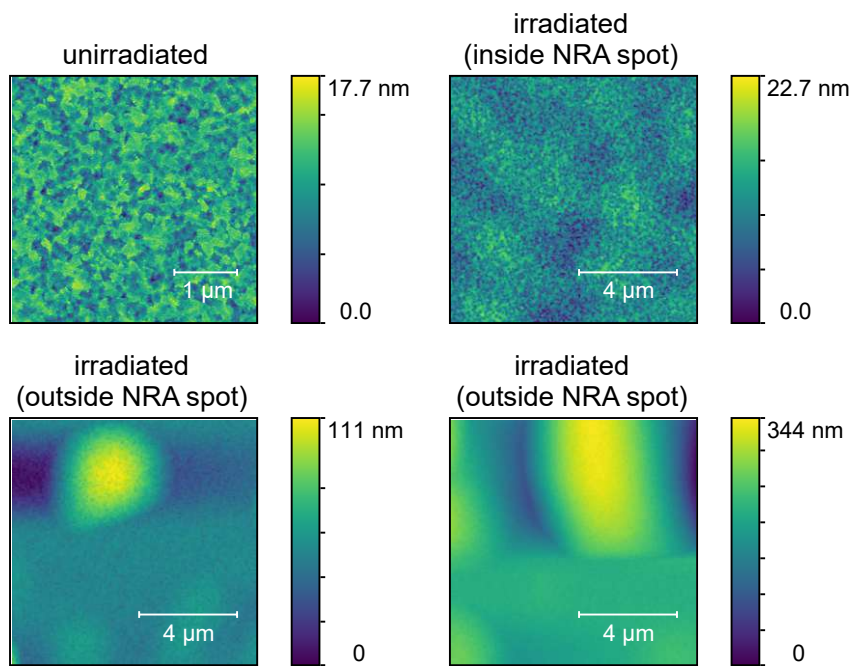 unirradiated
17.7 nm
1 µm
0.0
irradiated
(inside NRA spot)
22.7 nm
4 µm
0.0
irradiated
(outside NRA spot)
111 nm
4 µm
0
irradiated
(outside NRA spot)
344 nm
4 µm
0